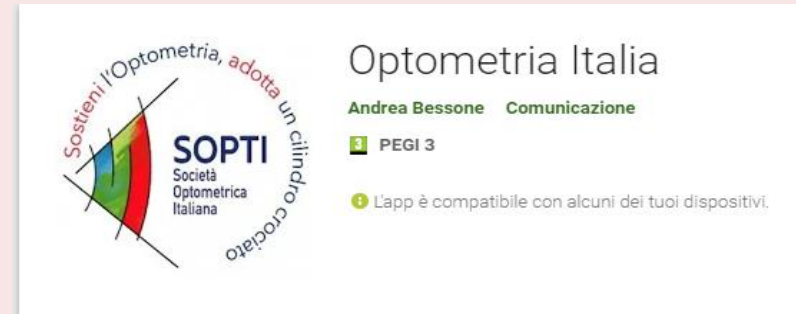 Sostieni l'Optometria, adotta un cilindro crociato
SOPTI
Società
Optometrica
Italiana
Optometria Italia
Andrea Bessone Comunicazione
3 PEGI 3
L'app è compatibile con alcuni dei tuoi dispositivi.